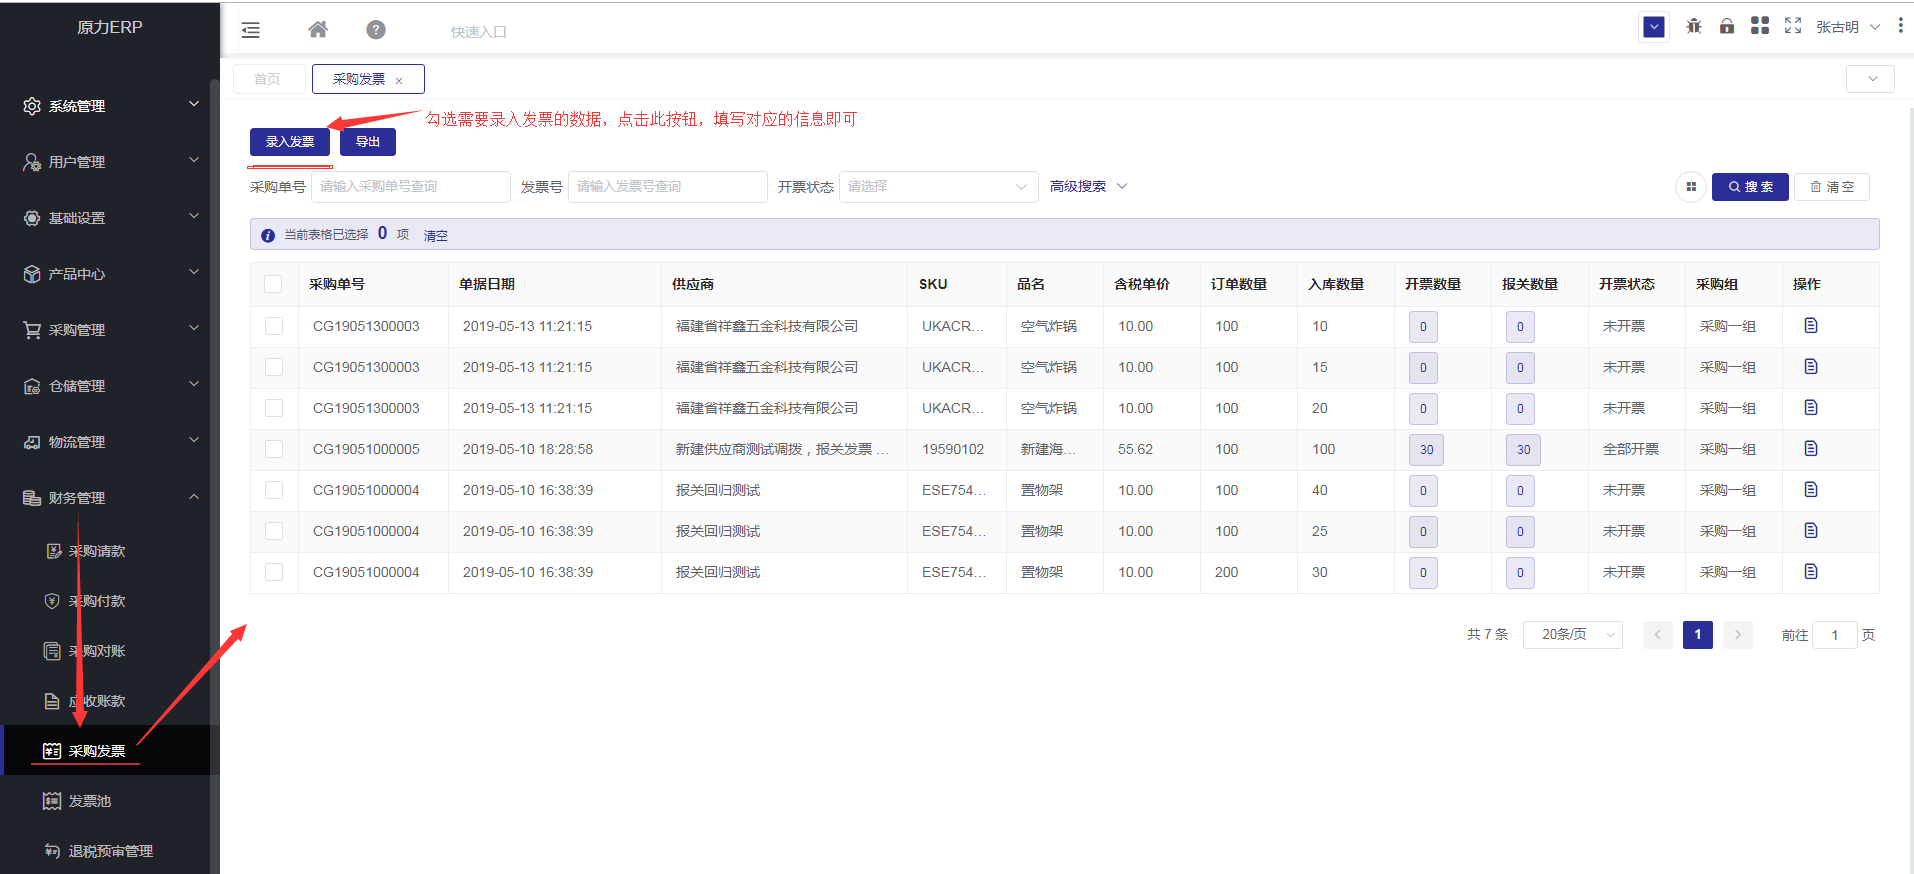 原力ERP
快速入口
张古明
系统管理
用户管理
基础设置
产品中心
采购管理
仓储管理
物流管理
财务管理
采购请款
采购付款
采购对账
应收账款
采购发票
发票池
退税预审管理
首页 采购发票
勾选需要录入发票的数据，点击此按钮，填写对应的信息即可
录入发票 导出
采购单号 请输入采购单号查询 发票号 请输入发票号查询 开票状态 请选择 高级搜索 搜索 清空
当前表格已选择 0 项 清空
采购单号 单据日期 供应商 SKU 品名 含税单价 订单数量 入库数量 开票数量 报关数量 开票状态 采购组 操作
CG19051300003 2019-05-13 11:21:15 福建省祥鑫五金科技有限公司 UKACR... 空气炸锅 10.00 100 10 0 0 未开票 采购一组
CG19051300003 2019-05-13 11:21:15 福建省祥鑫五金科技有限公司 UKACR... 空气炸锅 10.00 100 15 0 0 未开票 采购一组
CG19051300003 2019-05-13 11:21:15 福建省祥鑫五金科技有限公司 UKACR... 空气炸锅 10.00 100 20 0 0 未开票 采购一组
CG19051000005 2019-05-10 18:28:58 新建供应商测试调拨，报关发票 ... 19590102 新建海... 55.62 100 100 30 30 全部开票 采购一组
CG19051000004 2019-05-10 16:38:39 报关回归测试 ESE754... 置物架 10.00 100 40 0 0 未开票 采购一组
CG19051000004 2019-05-10 16:38:39 报关回归测试 ESE754... 置物架 10.00 100 25 0 0 未开票 采购一组
CG19051000004 2019-05-10 16:38:39 报关回归测试 ESE754... 置物架 10.00 200 30 0 0 未开票 采购一组
共 7 条 20条/页 1 前往 1 页